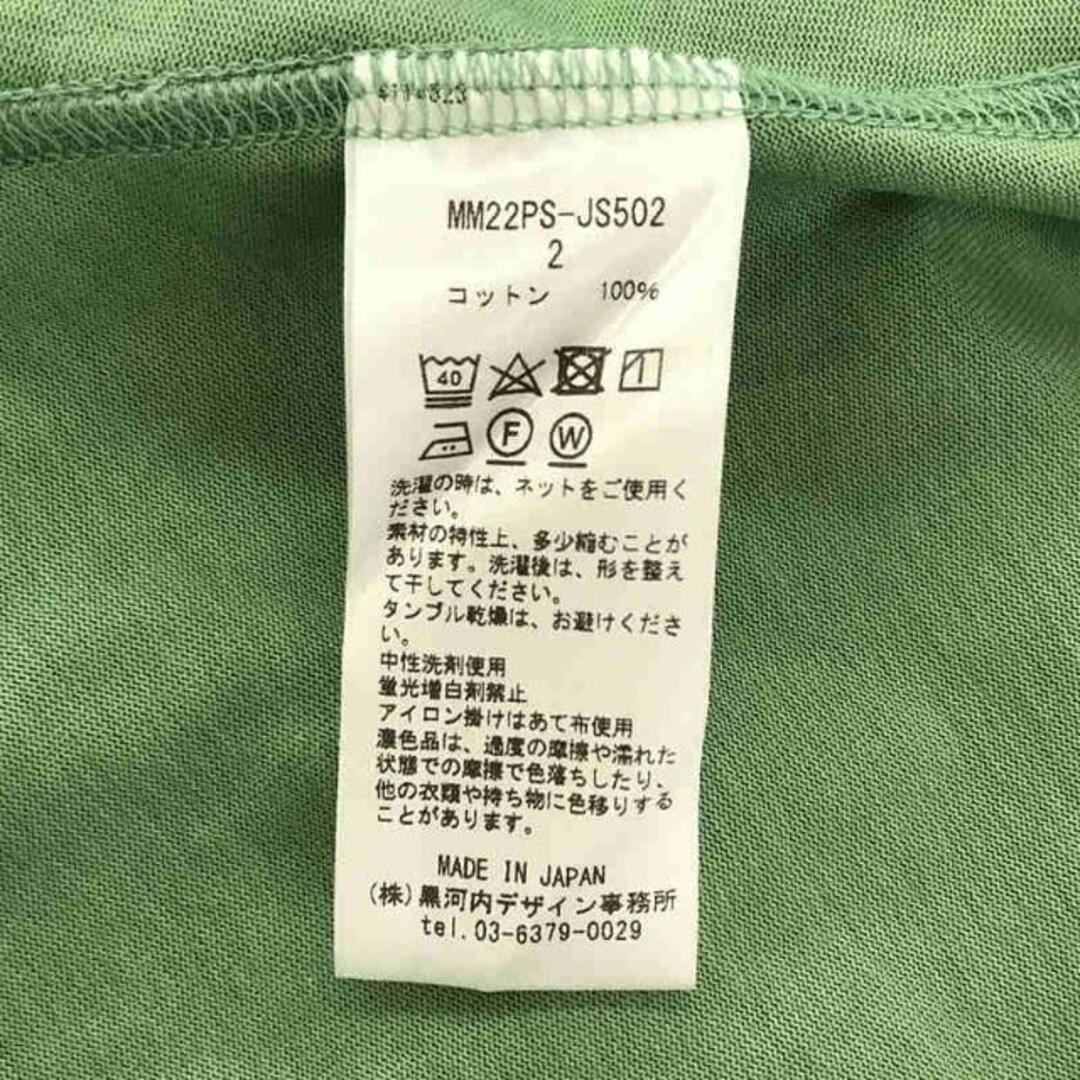 MM22PS-JS502
2
コットン 100%
40
F W
洗濯の時は、ネットをご使用く
ださい。
素材の特性上、多少縮むことが
あります。洗濯後は、形を整え
て干してください。
タンブル乾燥は、お避けくださ
い。
中性洗剤使用
蛍光増白剤禁止
アイロン掛けはあて布使用
濃色品は、過度の摩擦や濡れた
状態での摩擦で色落ちしたり、
他の衣類や持ち物に色移りする
ことがあります。
MADE IN JAPAN
(株)黒河内デザイン事務所
tel.03-6379-0029